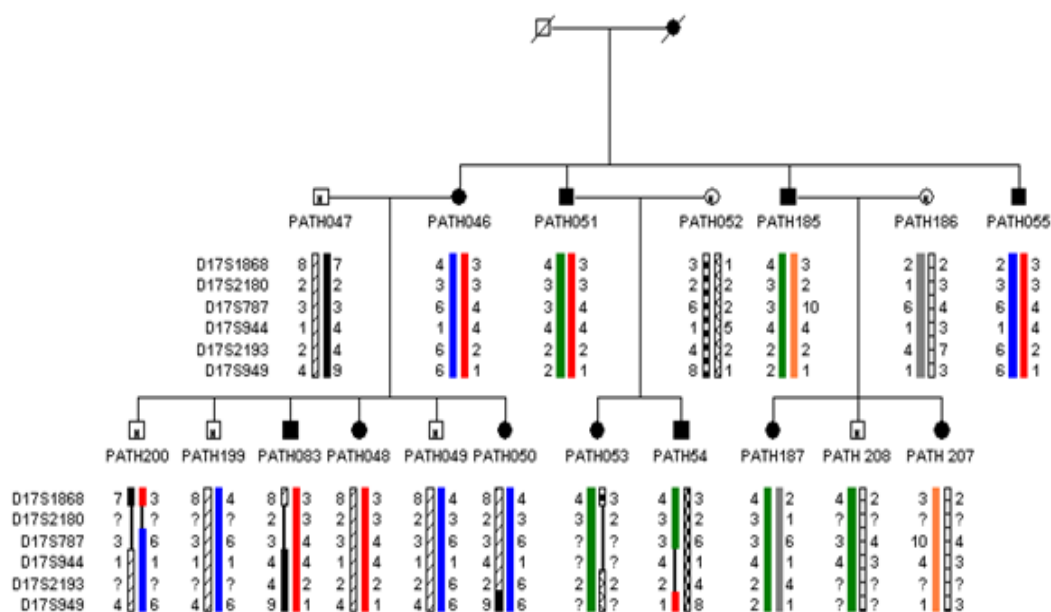 N N N
PATH047 PATH046 PATH051 PATH052 PATH185 PATH186 PATH055
D17S1868 8 7 4 3 4 3 3 1 4 3 2 2 2 3
D17S2180 2 2 3 3 3 3 2 2 3 2 1 3 3 3
D17S787 3 3 6 4 6 4 6 2 3 10 6 4 6 4
D17S944 1 4 1 4 4 4 1 5 4 4 1 3 1 4
D17S2193 2 4 6 2 2 2 4 2 2 2 4 7 6 2
D17S949 4 9 6 1 2 1 8 1 2 1 1 3 6 1
N N N N
PATH200 PATH199 PATH083 PATH048 PATH049 PATH050 PATH053 PATH54 PATH187 PATH 208 PATH 207
D17S1868 7 3 8 4 8 3 8 3 8 4 8 4 4 3 4 3 4 2 4 2 3 2
D17S2180 ? ? ? ? 2 3 2 3 2 3 2 3 ? ? 3 2 3 1 ? ? ? ?
D17S787 3 6 3 6 3 4 3 4 3 6 3 6 ? ? 3 6 3 6 3 4 10 4
D17S944 1 1 1 1 4 4 1 4 1 1 1 1 ? ? 4 1 4 1 4 3 4 3
D17S2193 ? ? ? ? 4 2 2 2 2 6 2 6 2 2 2 4 2 4 ? ? ? ?
D17S949 4 6 4 6 9 1 4 1 4 6 9 6 ? ? 1 8 2 1 2 3 1 3